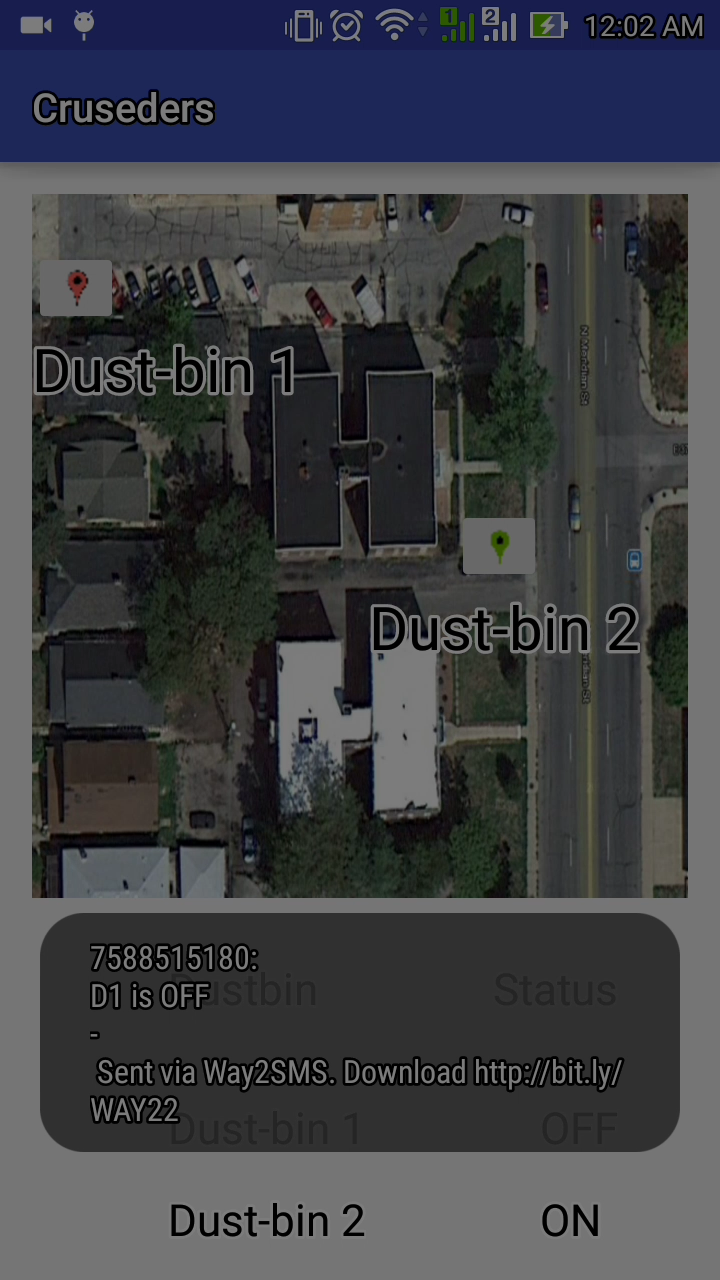 12:02 AM
Cruseders
N Meridian St
Dust-bin 1
Dust-bin 2
7588515180:
D1 is OFF
-
Sent via Way2SMS. Download http://bit.ly/
WAY22
Dustbin Status
Dust-bin 1 OFF
Dust-bin 2 ON